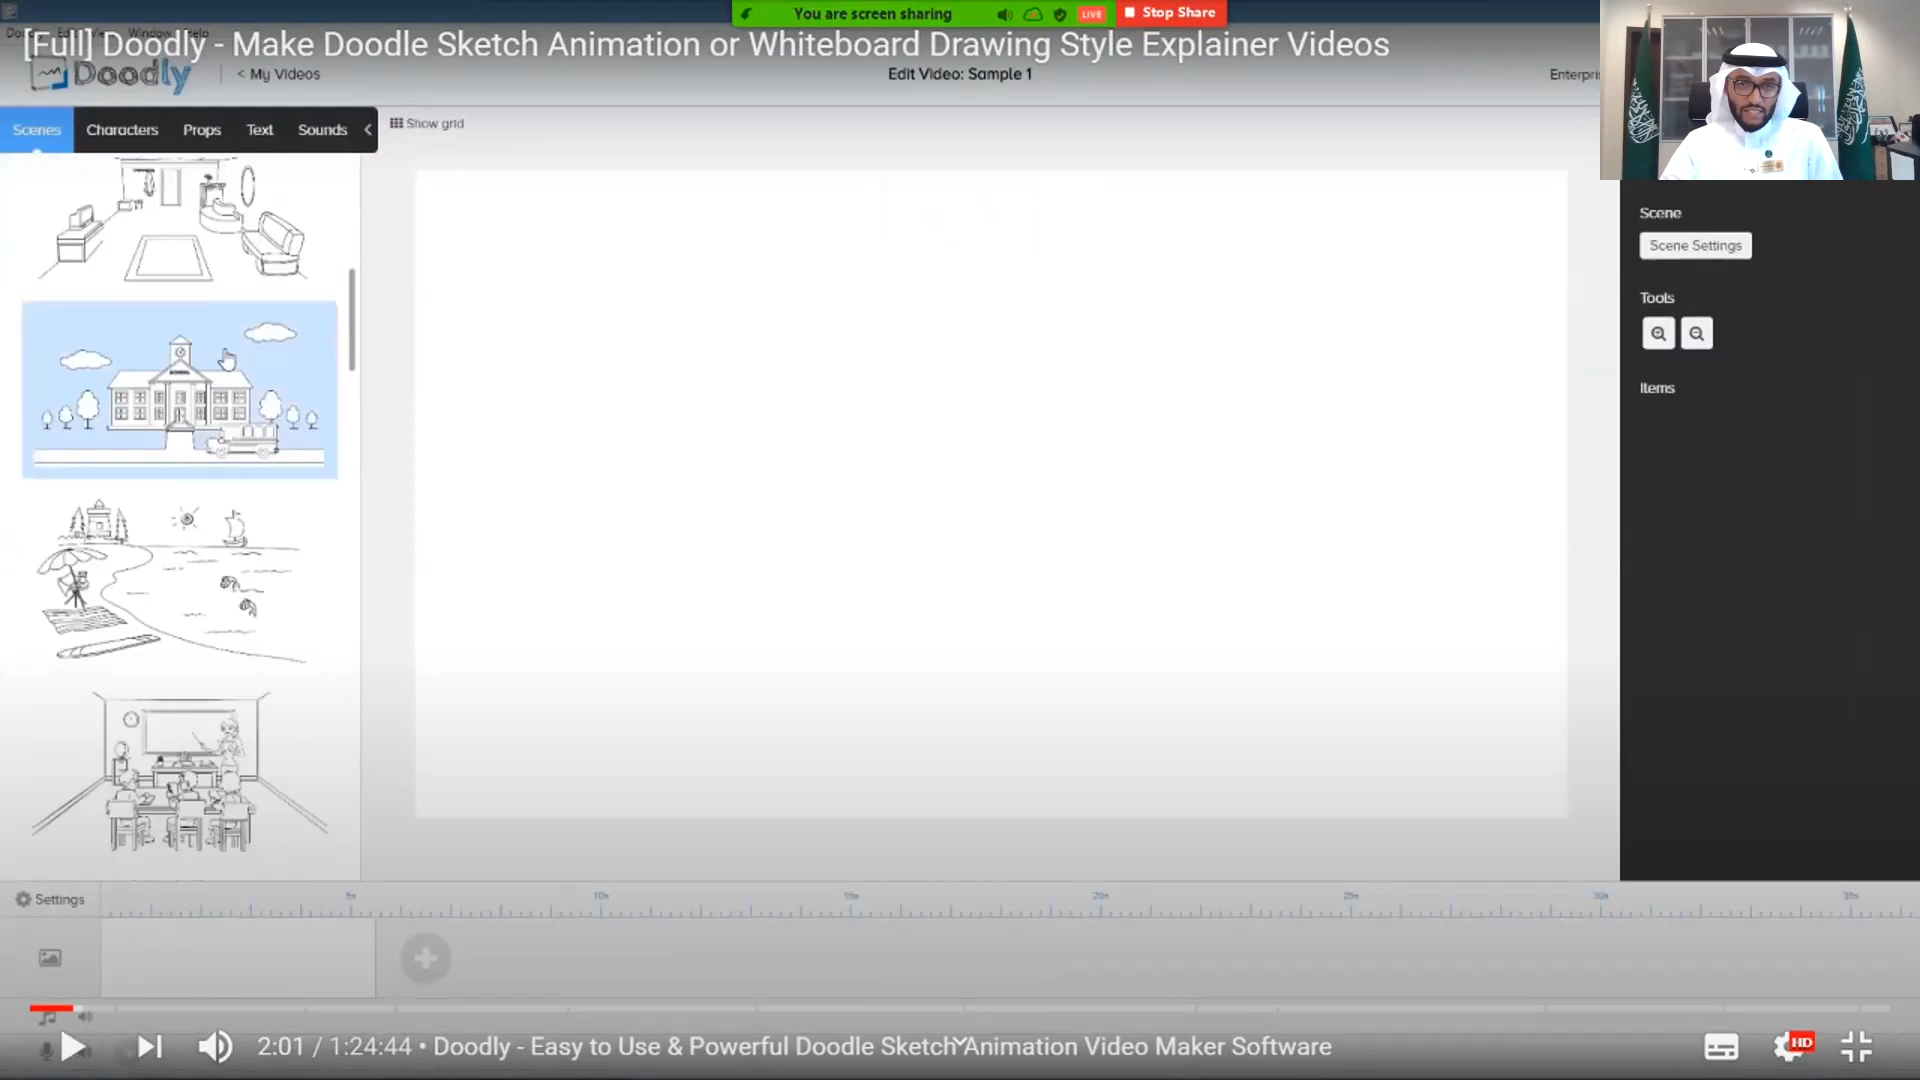 You are screen sharing
LIVE
Stop Share
[Full] Doodly - Make Doodle Sketch Animation or Whiteboard Drawing Style Explainer Videos
Doodly
< My Videos
Edit Video: Sample 1
Enterpri
Scenes
Characters
Props
Text
Sounds
Show grid
Scene
Scene Settings
Tools
Items
SCHOOL
Settings
5s
10s
15s
20s
25s
30s
35s
2:01 / 1:24:44 • Doodly - Easy to Use & Powerful Doodle Sketch Animation Video Maker Software
HD